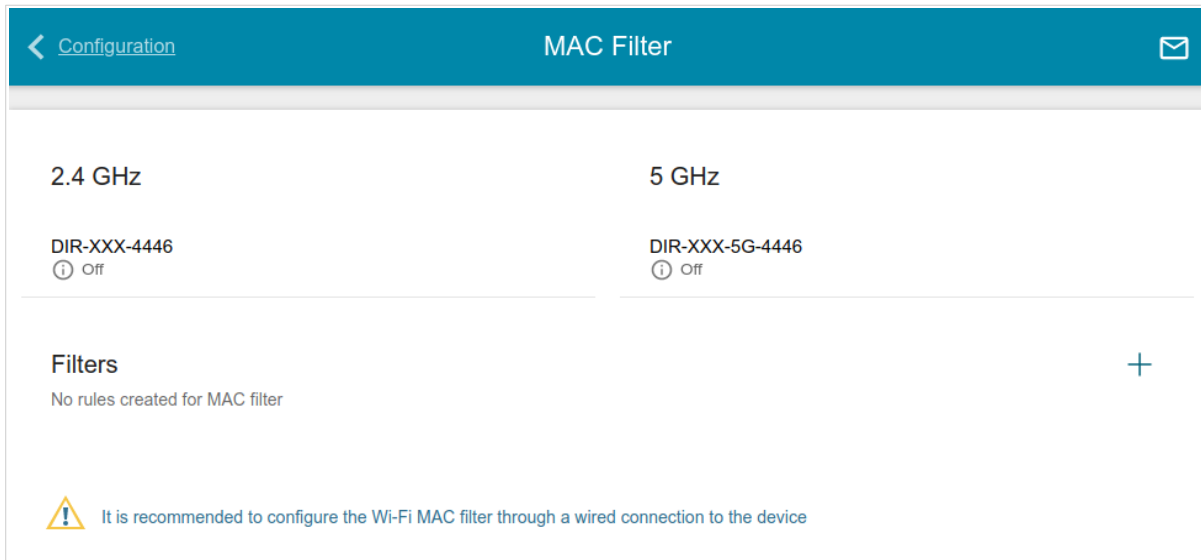 Configuration
MAC Filter
2.4 GHz
5 GHz
DIR-XXX-4446
Off
DIR-XXX-5G-4446
Off
Filters
No rules created for MAC filter
It is recommended to configure the Wi-Fi MAC filter through a wired connection to the device